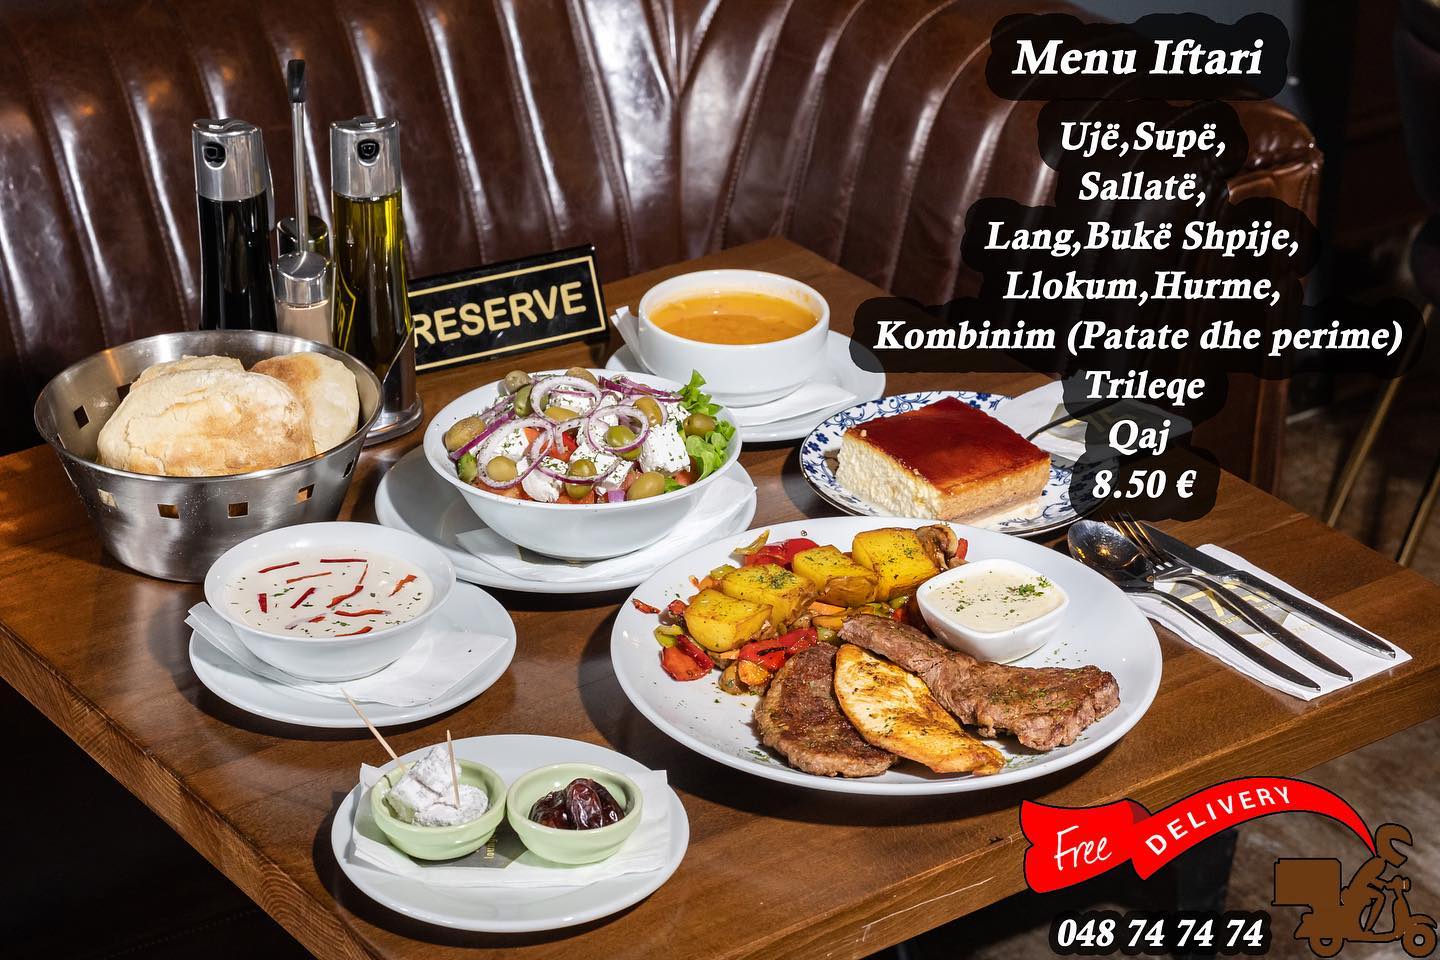 Menu Iftari
Ujë,Supë,
Sallatë,
Lang,Bukë Shpije,
Llokum,Hurme,
Kombinim (Patate dhe perime)
Trileqe
Qaj
8.50 €
RESERVE
Free DELIVERY
048 74 74 74